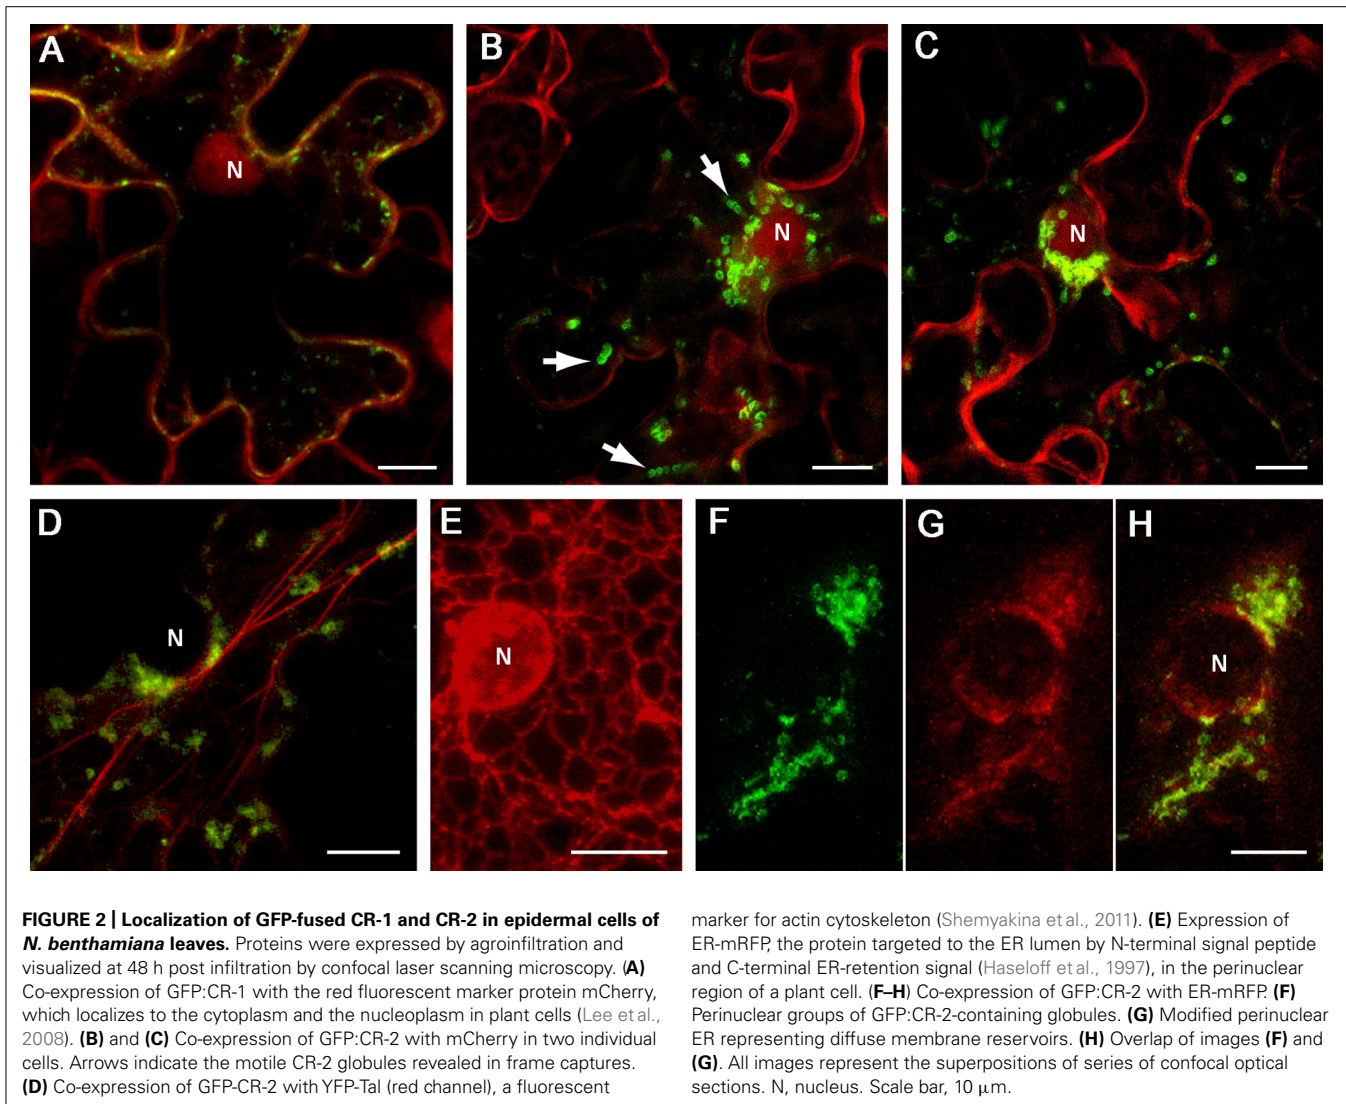 A
B
C
N
N
N
D
E
F
G
H
N
N
N
FIGURE 2 | Localization of GFP-fused CR-1 and CR-2 in epidermal cells of
N. benthamiana leaves. Proteins were expressed by agroinfiltration and
visualized at 48 h post infiltration by confocal laser scanning microscopy. (A)
Co-expression of GFP:CR-1 with the red fluorescent marker protein mCherry,
which localizes to the cytoplasm and the nucleoplasm in plant cells (Lee et al.,
2008). (B) and (C) Co-expression of GFP:CR-2 with mCherry in two individual
cells. Arrows indicate the motile CR-2 globules revealed in frame captures.
(D) Co-expression of GFP-CR-2 with YFP-Tal (red channel), a fluorescent
marker for actin cytoskeleton (Shemyakina et al., 2011). (E) Expression of
ER-mRFP, the protein targeted to the ER lumen by N-terminal signal peptide
and C-terminal ER-retention signal (Haseloff et al., 1997), in the perinuclear
region of a plant cell. (F–H) Co-expression of GFP:CR-2 with ER-mRFP. (F)
Perinuclear groups of GFP:CR-2-containing globules. (G) Modified perinuclear
ER representing diffuse membrane reservoirs. (H) Overlap of images (F) and
(G). All images represent the superpositions of series of confocal optical
sections. N, nucleus. Scale bar, 10 μm.